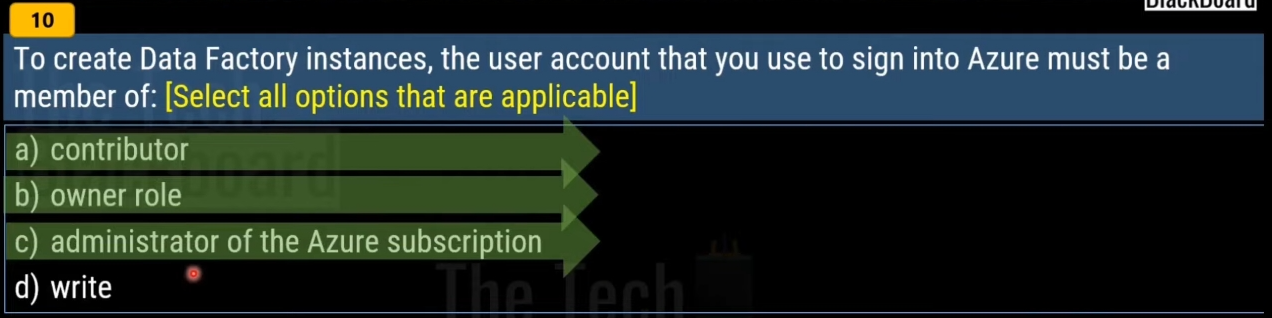 BlackBoard
10
To create Data Factory instances, the user account that you use to sign into Azure must be a
member of: [Select all options that are applicable]
a) contributor
b) owner role
c) administrator of the Azure subscription
d) write
The Tech